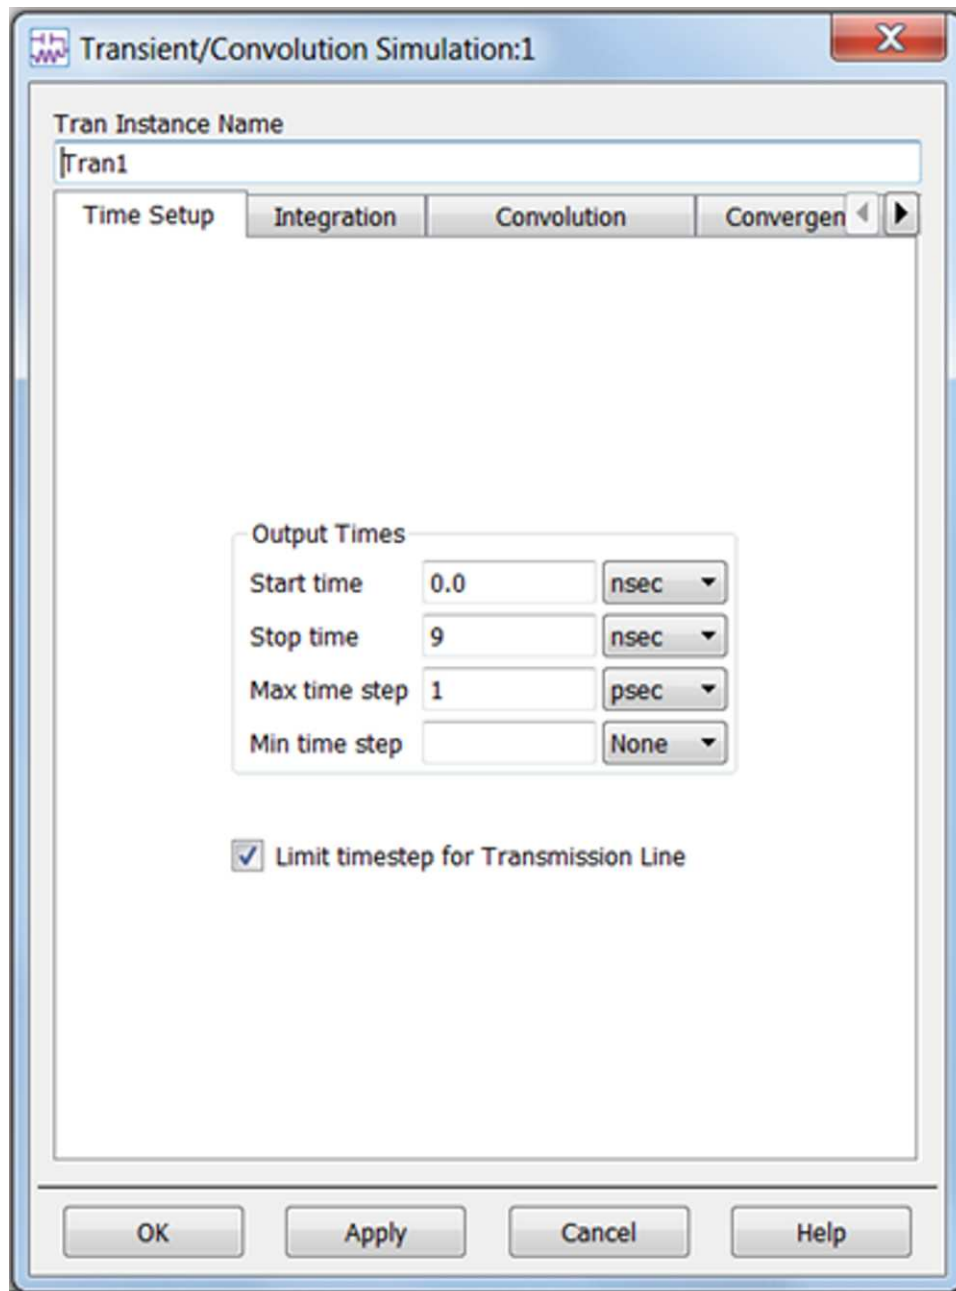 Transient/Convolution Simulation:1
Tran Instance Name
Tran1
Time Setup Integration Convolution Convergen
Output Times
Start time 0.0 nsec
Stop time 9 nsec
Max time step 1 psec
Min time step None
Limit timestep for Transmission Line
OK Apply Cancel Help